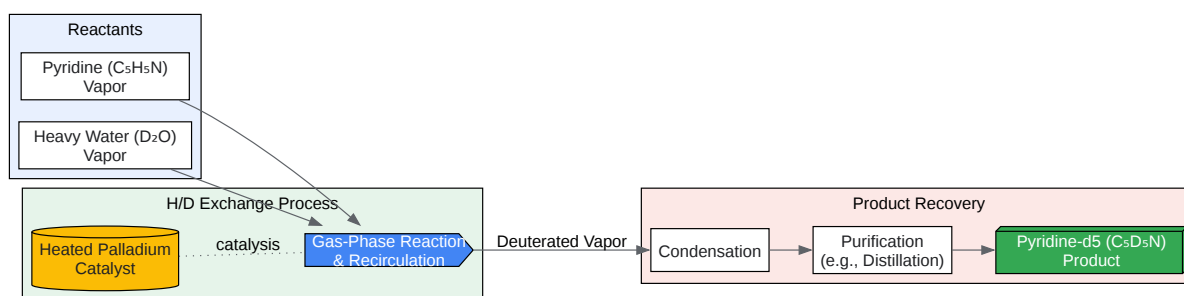 Reactants
Pyridine (C₅H₅N)
Vapor
Heavy Water (D₂O)
Vapor
H/D Exchange Process
Heated Palladium
Catalyst
catalysis
Gas-Phase Reaction
& Recirculation
Deuterated Vapor
Product Recovery
Condensation
Purification
(e.g., Distillation)
Pyridine-d5 (C₅D₅N)
Product